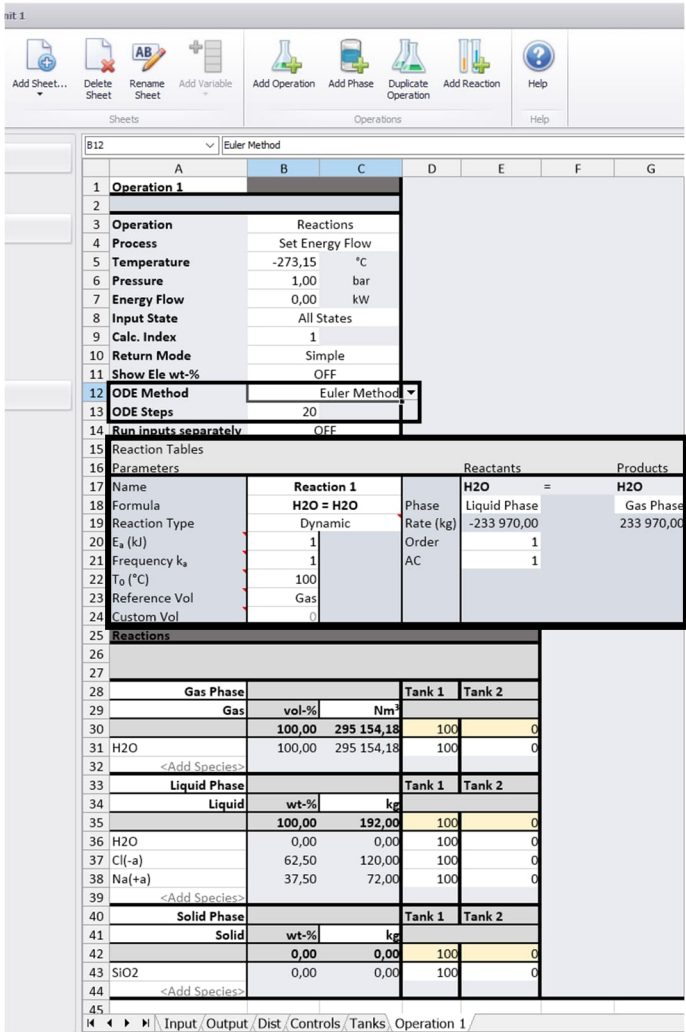 nit 1
Add Sheet... Delete Sheet Rename Sheet Add Variable Add Operation Add Phase Duplicate Operation Add Reaction Help
Sheets Operations Help
B12 Euler Method
A B C D E F G
1 Operation 1
2
3 Operation Reactions
4 Process Set Energy Flow
5 Temperature -273,15 °C
6 Pressure 1,00 bar
7 Energy Flow 0,00 kW
8 Input State All States
9 Calc. Index 1
10 Return Mode Simple
11 Show Ele wt-% OFF
12 ODE Method Euler Method
13 ODE Steps 20
14 Run inputs separately OFF
15 Reaction Tables
16 Parameters Reactants Products
17 Name Reaction 1 H2O = H2O
18 Formula H2O = H2O Phase Liquid Phase Gas Phase
19 Reaction Type Dynamic Rate (kg) -233 970,00 233 970,00
20 Eₐ (kJ) 1 Order 1
21 Frequency kₐ 1 AC 1
22 T₀ (°C) 100
23 Reference Vol Gas
24 Custom Vol 0
25 Reactions
26
27
28 Gas Phase Tank 1 Tank 2
29 Gas vol-% Nm³
30 100,00 295 154,18 100 0
31 H2O 100,00 295 154,18 100 0
32 <Add Species>
33 Liquid Phase Tank 1 Tank 2
34 Liquid wt-% kg
35 100,00 192,00 100 0
36 H2O 0,00 0,00 100 0
37 Cl(-a) 62,50 120,00 100 0
38 Na(+a) 37,50 72,00 100 0
39 <Add Species>
40 Solid Phase Tank 1 Tank 2
41 Solid wt-% kg
42 0,00 0,00 100 0
43 SiO2 0,00 0,00 100 0
44 <Add Species>
45
Input Output Dist Controls Tanks Operation 1